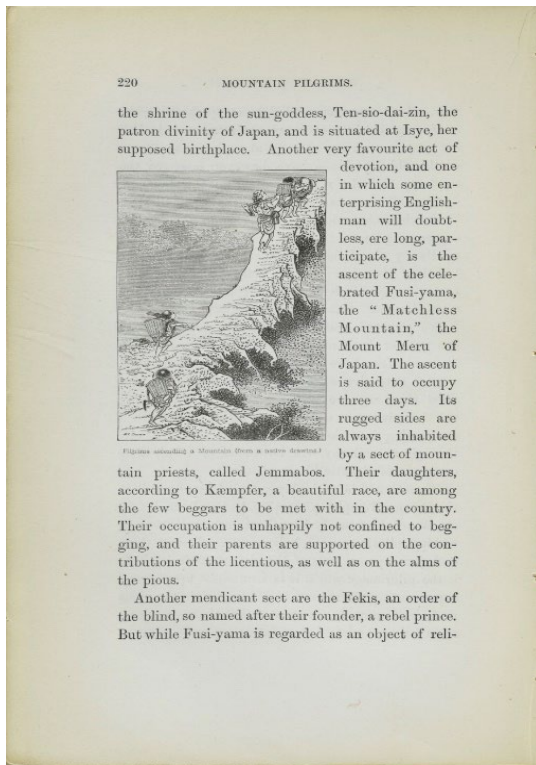 220
MOUNTAIN PILGRIMS.
the shrine of the sun-goddess, Ten-sio-dai-zin, the
patron divinity of Japan, and is situated at Isye, her
supposed birthplace. Another very favourite act of
devotion, and one
in which some en-
terprising English-
man will doubt-
less, ere long, par-
ticipate, is the
ascent of the cele-
brated Fusi-yama,
the “Matchless
Mountain,” the
Mount Meru of
Japan. The ascent
is said to occupy
three days. Its
rugged sides are
always inhabited
by a sect of moun-
Pilgrims ascending a Mountain (from a native drawing.)
tain priests, called Jemmabos. Their daughters,
according to Kæmpfer, a beautiful race, are among
the few beggars to be met with in the country.
Their occupation is unhappily not confined to beg-
ging, and their parents are supported on the con-
tributions of the licentious, as well as on the alms of
the pious.
Another mendicant sect are the Fekis, an order of
the blind, so named after their founder, a rebel prince.
But while Fusi-yama is regarded as an object of reli-